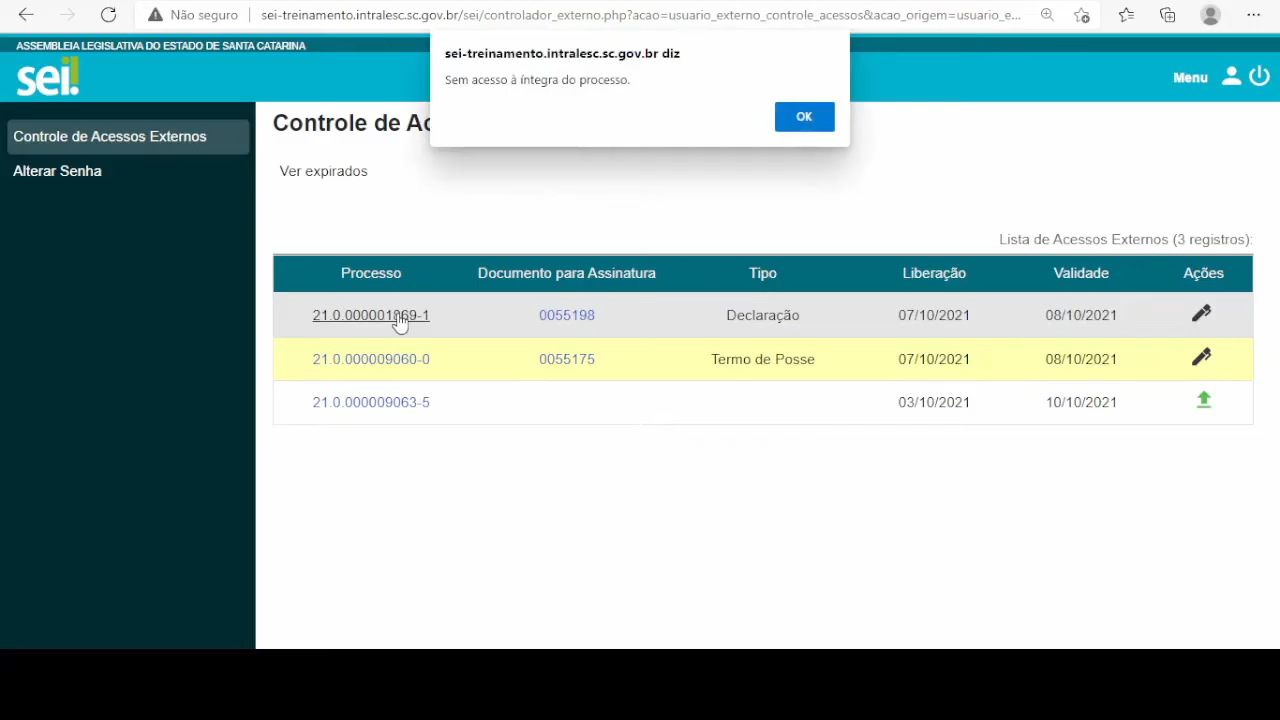 Não seguro
sei-treinamento.intralesc.sc.gov.br/sei/controlador_externo.php?acao=usuario_externo_controle_acessos&acao_origem=usuario_e...
ASSEMBLEIA LEGISLATIVA DO ESTADO DE SANTA CATARINA
sei!
Menu
sei-treinamento.intralesc.sc.gov.br diz
Sem acesso à íntegra do processo.
OK
Controle de Acessos Externos
Alterar Senha
Controle de Ac
Ver expirados
Lista de Acessos Externos (3 registros):
Processo Documento para Assinatura Tipo Liberação Validade Ações
0055198 Declaração 07/10/2021 08/10/2021
21.0.000009060-0 0055175 Termo de Posse 07/10/2021 08/10/2021
21.0.000009063-5 03/10/2021 10/10/2021